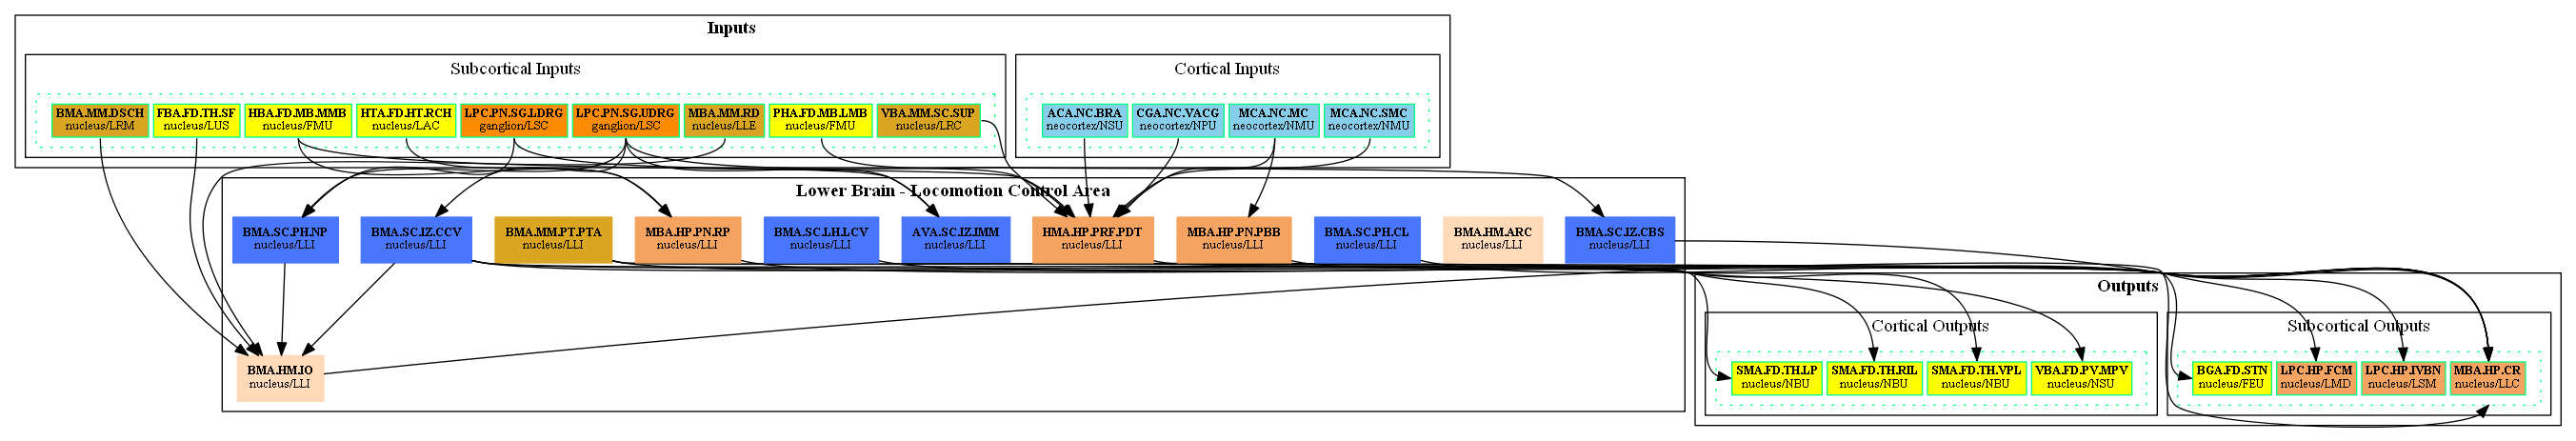 Inputs
Subcortical Inputs
Cortical Inputs
BMA.MM.DSCH
nucleus/LRM
FBA.FD.TH.SF
nucleus/LUS
HBA.FD.MB.MMB
nucleus/FMU
HTA.FD.HT.RCH
nucleus/LAC
LPC.PN.SG.LDRG
ganglion/LSC
LPC.PN.SG.UDRG
ganglion/LSC
MBA.MM.RD
nucleus/LLE
PHA.FD.MB.LMB
nucleus/FMU
VBA.MM.SC.SUP
nucleus/LRC
ACA.NC.BRA
neocortex/NSU
CGA.NC.VACG
neocortex/NPU
MCA.NC.MC
neocortex/NMU
MCA.NC.SMC
neocortex/NMU
Lower Brain - Locomotion Control Area
BMA.SC.PH.NP
nucleus/LLI
BMA.SC.IZ.CCV
nucleus/LLI
BMA.MM.PT.PTA
nucleus/LLI
MBA.HP.PN.RP
nucleus/LLI
BMA.SC.LH.LCV
nucleus/LLI
AVA.SC.IZ.IMM
nucleus/LLI
HMA.HP.PRF.PDT
nucleus/LLI
MBA.HP.PN.PBB
nucleus/LLI
BMA.SC.PH.CL
nucleus/LLI
BMA.HM.ARC
nucleus/LLI
BMA.SC.IZ.CBS
nucleus/LLI
BMA.HM.IO
nucleus/LLI
Outputs
Cortical Outputs
Subcortical Outputs
SMA.FD.TH.LP
nucleus/NBU
SMA.FD.TH.RIL
nucleus/NBU
SMA.FD.TH.VPL
nucleus/NBU
VBA.FD.PV.MPV
nucleus/NSU
BGA.FD.STN
nucleus/FEU
LPC.HP.FCM
nucleus/LMD
LPC.HP.IVBN
nucleus/LSM
MBA.HP.CR
nucleus/LLC